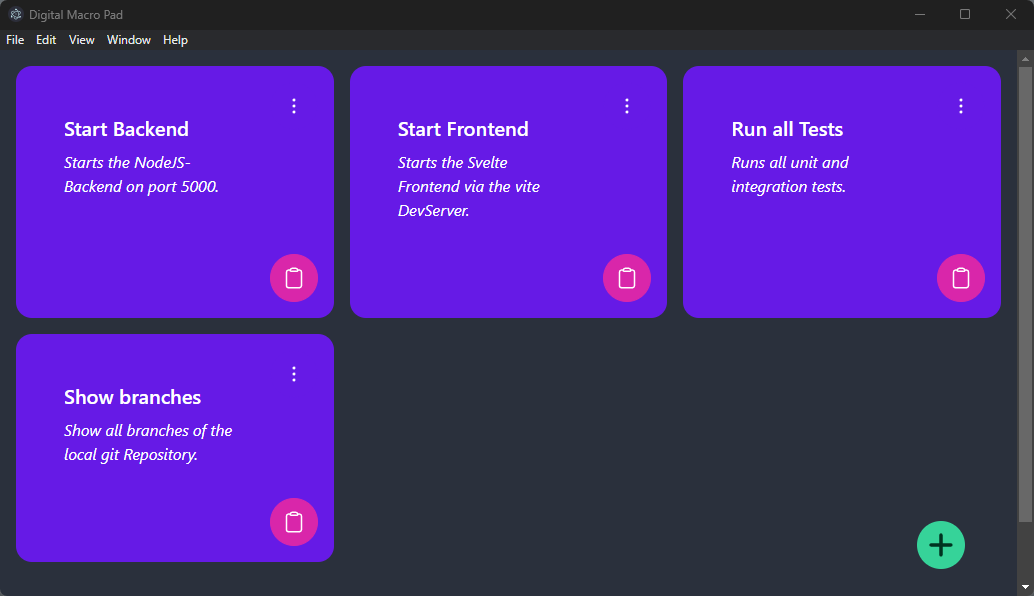 Digital Macro Pad
File Edit View Window Help
Start Backend
Starts the NodeJS-
Backend on port 5000.
Start Frontend
Starts the Svelte
Frontend via the vite
DevServer.
Run all Tests
Runs all unit and
integration tests.
Show branches
Show all branches of the
local git Repository.